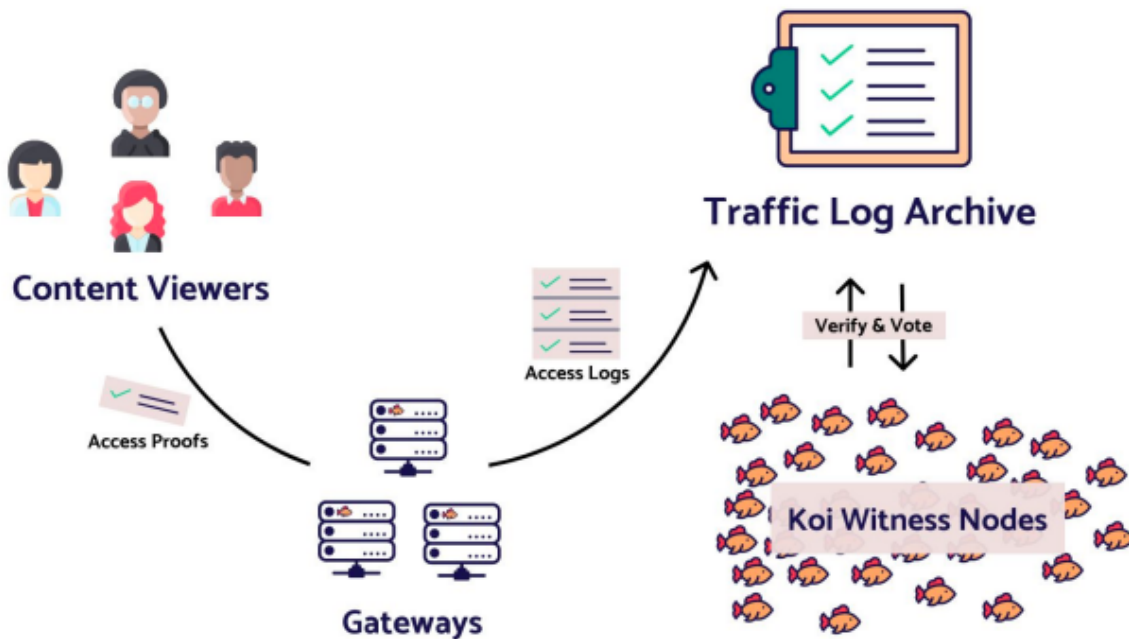 Content Viewers
Access Proofs
Gateways
Access Logs
Traffic Log Archive
Verify & Vote
Koi Witness Nodes